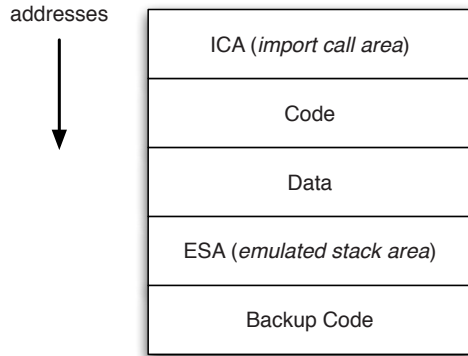 addresses
ICA (import call area)
Code
Data
ESA (emulated stack area)
Backup Code